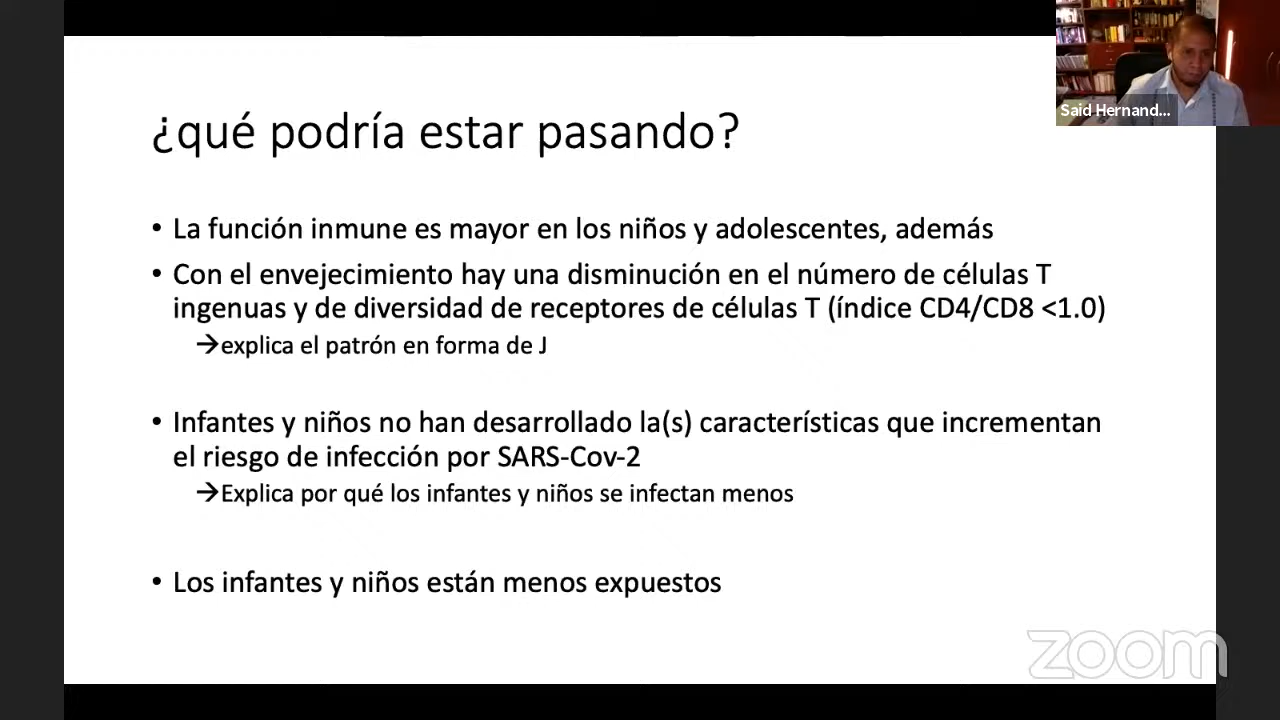 ¿qué podría estar pasando?
Said Hernand...
• La función inmune es mayor en los niños y adolescentes, además
• Con el envejecimiento hay una disminución en el número de células T
ingenuas y de diversidad de receptores de células T (índice CD4/CD8 <1.0)
→explica el patrón en forma de J
• Infantes y niños no han desarrollado la(s) características que incrementan
el riesgo de infección por SARS-Cov-2
→Explica por qué los infantes y niños se infectan menos
• Los infantes y niños están menos expuestos
zoom